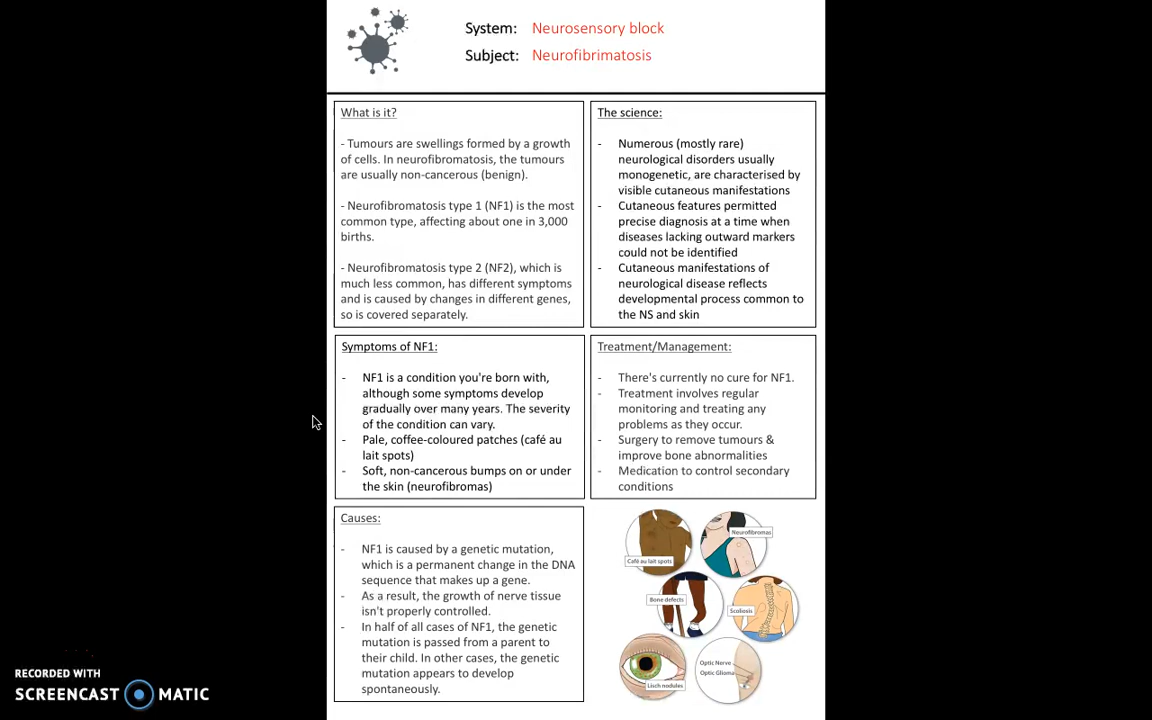 System: Neurosensory block
Subject: Neurofibrimatosis
What is it?
- Tumours are swellings formed by a growth
of cells. In neurofibromatosis, the tumours
are usually non-cancerous (benign).
- Neurofibromatosis type 1 (NF1) is the most
common type, affecting about one in 3,000
births.
- Neurofibromatosis type 2 (NF2), which is
much less common, has different symptoms
and is caused by changes in different genes,
so is covered separately.
The science:
- Numerous (mostly rare)
neurological disorders usually
monogenetic, are characterised by
visible cutaneous manifestations
- Cutaneous features permitted
precise diagnosis at a time when
diseases lacking outward markers
could not be identified
- Cutaneous manifestations of
neurological disease reflects
developmental process common to
the NS and skin
Symptoms of NF1:
- NF1 is a condition you're born with,
although some symptoms develop
gradually over many years. The severity
of the condition can vary.
- Pale, coffee-coloured patches (café au
lait spots)
- Soft, non-cancerous bumps on or under
the skin (neurofibromas)
Treatment/Management:
- There's currently no cure for NF1.
- Treatment involves regular
monitoring and treating any
problems as they occur.
- Surgery to remove tumours &
improve bone abnormalities
- Medication to control secondary
conditions
Causes:
- NF1 is caused by a genetic mutation,
which is a permanent change in the DNA
sequence that makes up a gene.
- As a result, the growth of nerve tissue
isn't properly controlled.
- In half of all cases of NF1, the genetic
mutation is passed from a parent to
their child. In other cases, the genetic
mutation appears to develop
spontaneously.
Café au lait spots
Neurofibromas
Bone defects
Scoliosis
Lisch nodules
Optic Nerve
Optic Glioma
RECORDED WITH
SCREENCAST MATIC